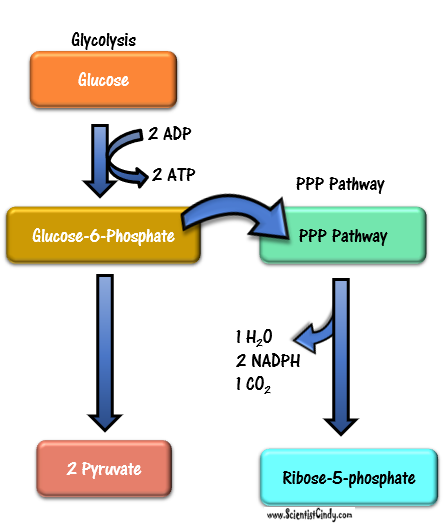 Glycolysis
Glucose
2 ADP
2 ATP
PPP Pathway
Glucose-6-Phosphate
PPP Pathway
1 H₂O
2 NADPH
1 CO₂
2 Pyruvate
Ribose-5-phosphate
www.ScientistCindy.com